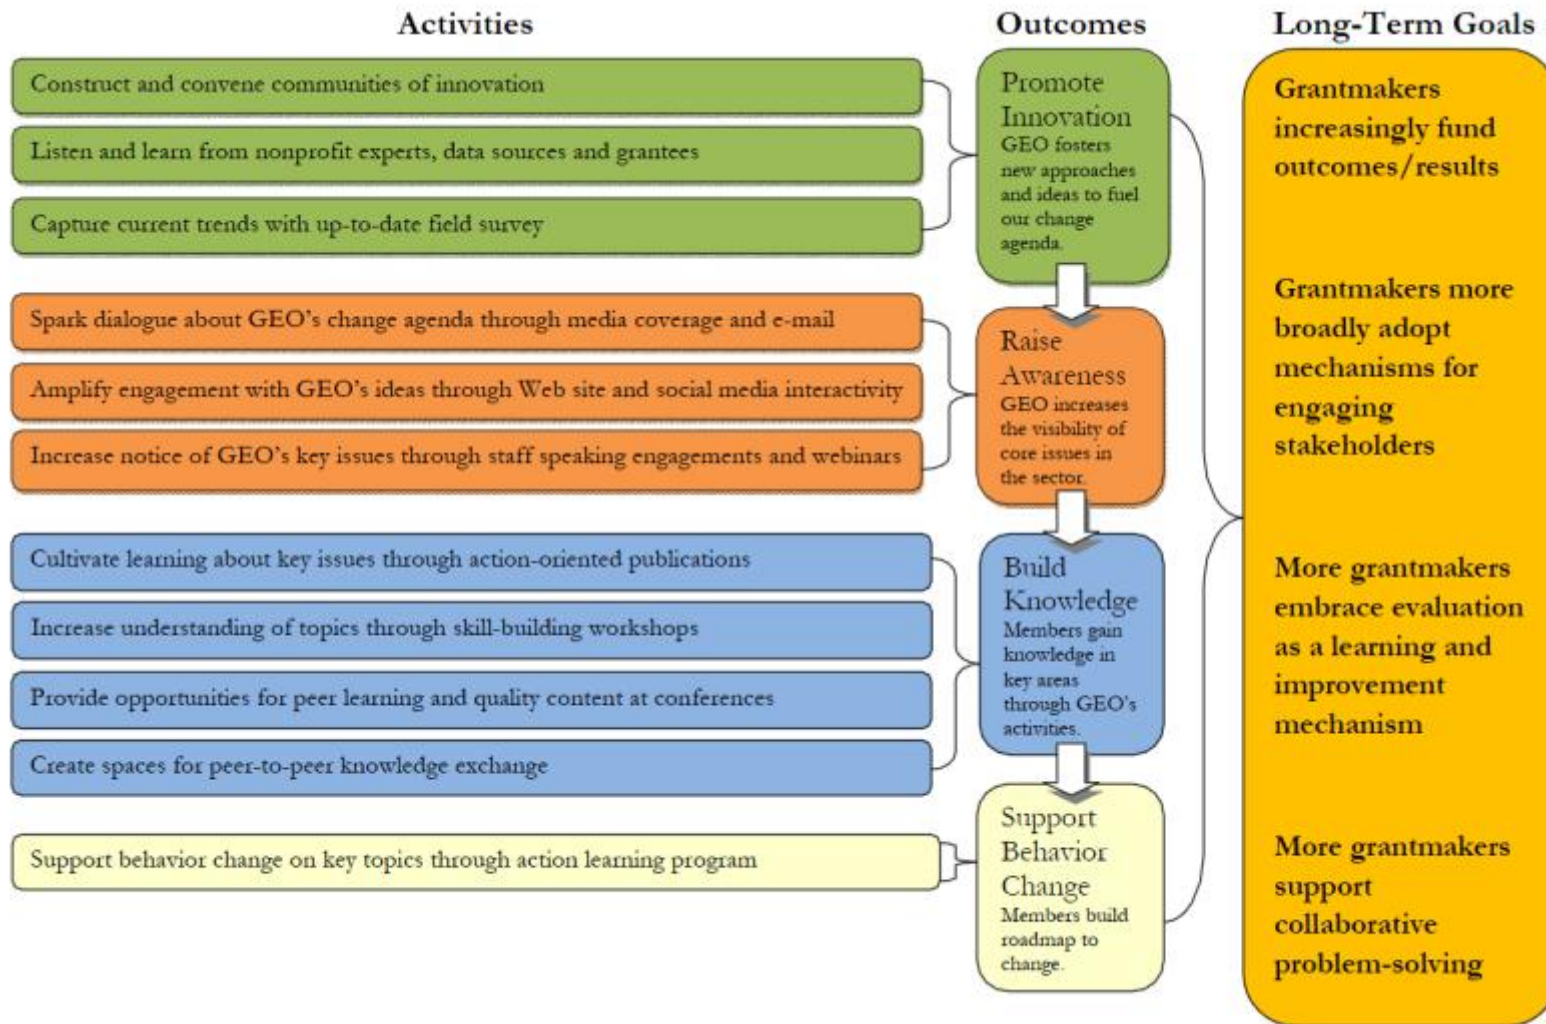 Activities
Outcomes
Long-Term Goals
Construct and convene communities of innovation
Listen and learn from nonprofit experts, data sources and grantees
Capture current trends with up-to-date field survey
Promote
Innovation
GEO fosters
new approaches
and ideas to fuel
our change
agenda.
Spark dialogue about GEO's change agenda through media coverage and e-mail
Amplify engagement with GEO's ideas through Web site and social media interactivity
Increase notice of GEO's key issues through staff speaking engagements and webinars
Raise
Awareness
GEO increases
the visibility of
core issues in
the sector.
Cultivate learning about key issues through action-oriented publications
Increase understanding of topics through skill-building workshops
Provide opportunities for peer learning and quality content at conferences
Create spaces for peer-to-peer knowledge exchange
Build
Knowledge
Members gain
knowledge in
key areas
through GEO's
activities.
Support behavior change on key topics through action learning program
Support
Behavior
Change
Members build
roadmap to
change.
Grantmakers
increasingly fund
outcomes/results
Grantmakers more
broadly adopt
mechanisms for
engaging
stakeholders
More grantmakers
embrace evaluation
as a learning and
improvement
mechanism
More grantmakers
support
collaborative
problem-solving